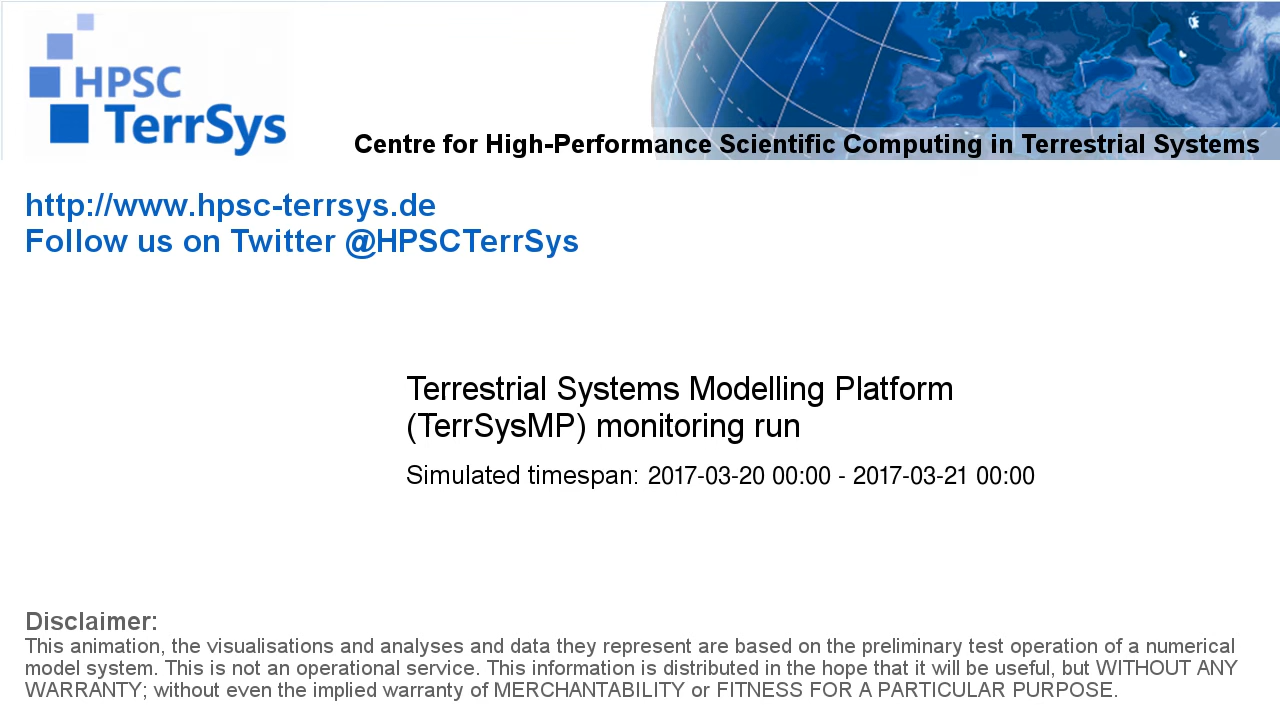 HPSC
TerrSys
Centre for High-Performance Scientific Computing in Terrestrial Systems
http://www.hpsc-terrsys.de
Follow us on Twitter @HPSCTerrSys
Terrestrial Systems Modelling Platform
(TerrSysMP) monitoring run
Simulated timespan: 2017-03-20 00:00 - 2017-03-21 00:00
Disclaimer:
This animation, the visualisations and analyses and data they represent are based on the preliminary test operation of a numerical
model system. This is not an operational service. This information is distributed in the hope that it will be useful, but WITHOUT ANY
WARRANTY; without even the implied warranty of MERCHANTABILITY or FITNESS FOR A PARTICULAR PURPOSE.